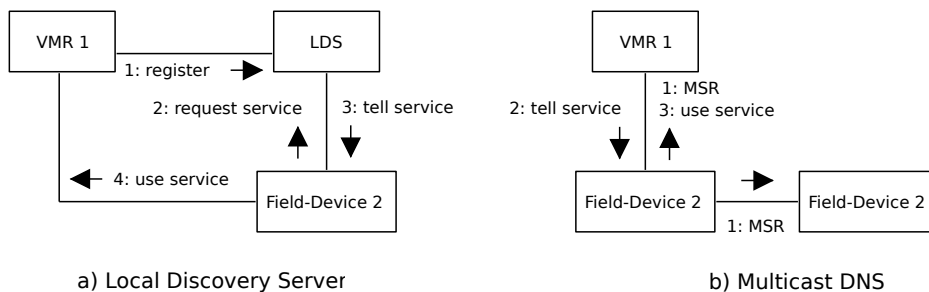 VMR 1
LDS
1: register
2: request service
3: tell service
4: use service
Field-Device 2
a) Local Discovery Server
VMR 1
1: MSR
2: tell service
3: use service
Field-Device 2
Field-Device 2
1: MSR
b) Multicast DNS